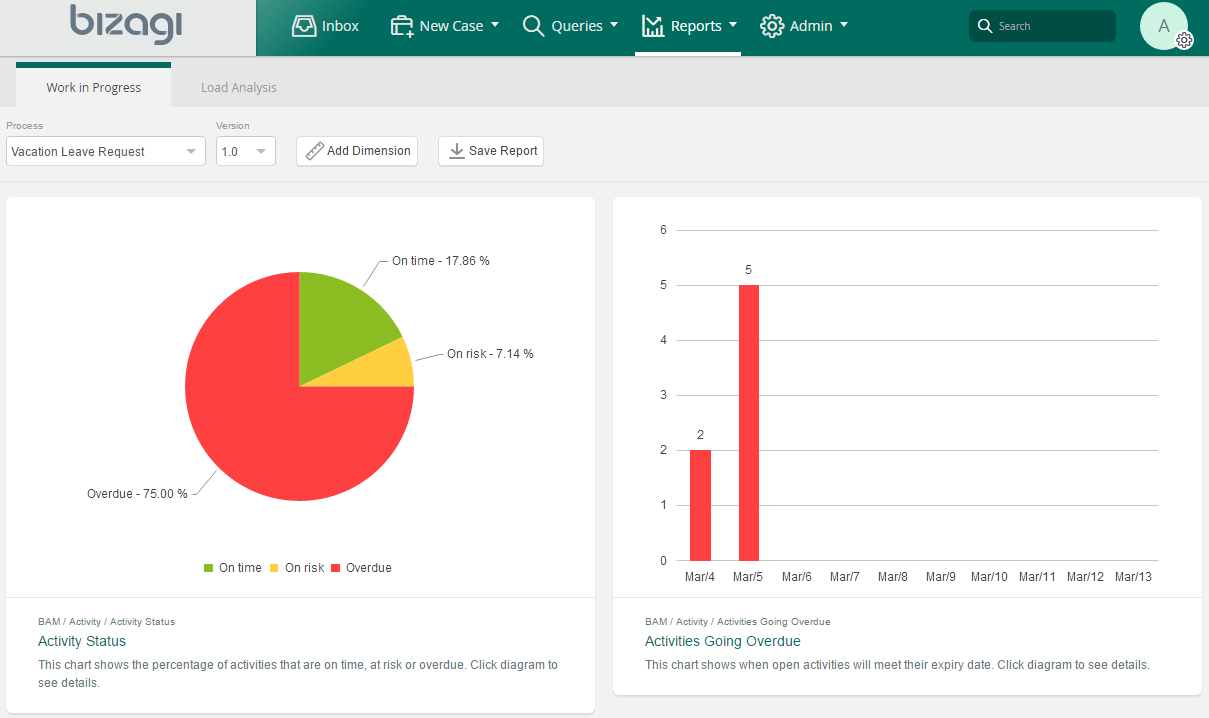 bizagi
Inbox
New Case
Queries
Reports
Admin
Search
A
Work in Progress
Load Analysis
Process
Version
Vacation Leave Request
1.0
Add Dimension
Save Report
On time - 17.86 %
On risk - 7.14 %
Overdue - 75.00 %
On time
On risk
Overdue
BAM / Activity / Activity Status
Activity Status
This chart shows the percentage of activities that are on time, at risk or overdue. Click diagram to
see details.
6
5
4
3
2
1
0
2
5
Mar/4
Mar/5
Mar/6
Mar/7
Mar/8
Mar/9
Mar/10
Mar/11
Mar/12
Mar/13
BAM / Activity / Activities Going Overdue
Activities Going Overdue
This chart shows when open activities will meet their expiry date. Click diagram to see details.